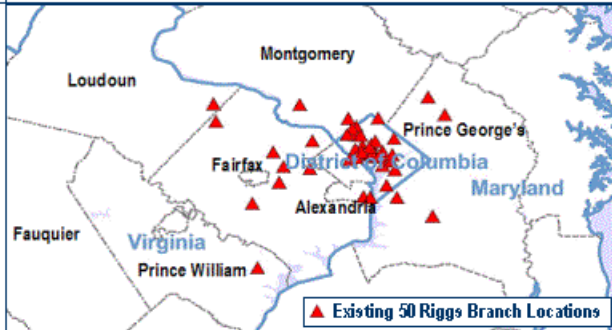 Montgomery
Loudoun
Prince George's
Fairfax
District of Columbia
Maryland
Alexandria
Fauquier
Virginia
Prince William
Existing 50 Riggs Branch Locations